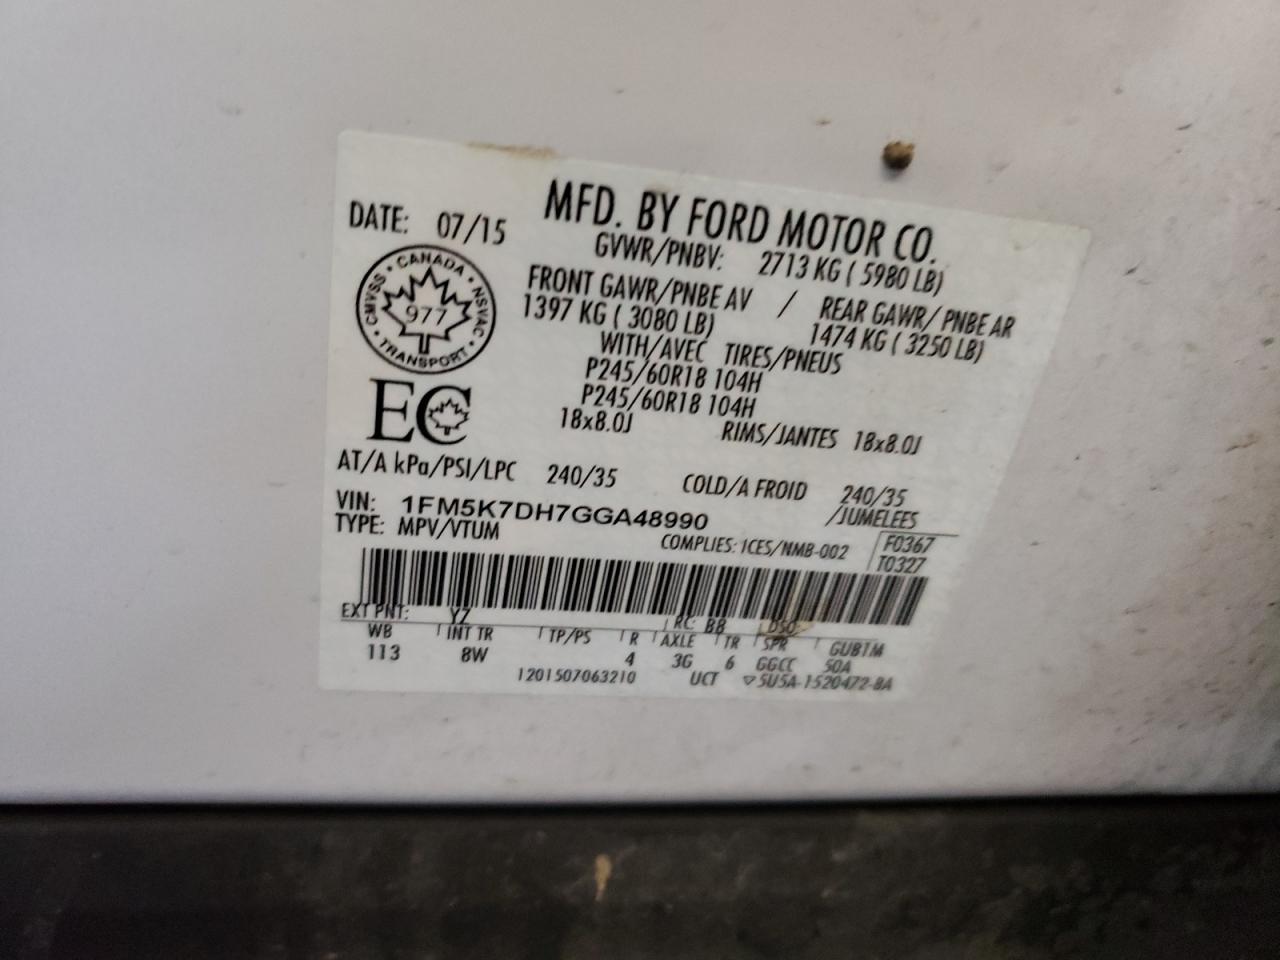 MFD. BY FORD MOTOR CO.
DATE: 07/15
GVWR/PNBV: 2713 KG ( 5980 LB)
FRONT GAWR/PNBE AV / REAR GAWR/ PNBE AR
1397 KG ( 3080 LB) 1474 KG ( 3250 LB)
WITH/AVEC TIRES/PNEUS
P245/60R18 104H
P245/60R18 104H
18x8.0J RIMS/JANTES 18x8.0J
CANADA
CMVSS 977 NSVAC
TRANSPORT
EC
AT/A kPa/PSI/LPC 240/35 COLD/A FROID 240/35
VIN: 1FM5K7DH7GGA48990 /JUMELEES
TYPE: MPV/VTUM COMPLIES: ICES/NMB-002 F0367
T0327
EXT PNT: YZ RC: BB DSO:
WB INT TR TP/PS R AXLE TR SPR GUB1M
113 8W 4 3G 6 GGCC 50A
1201507063210 UCT ▽5U5A-1520472-BA